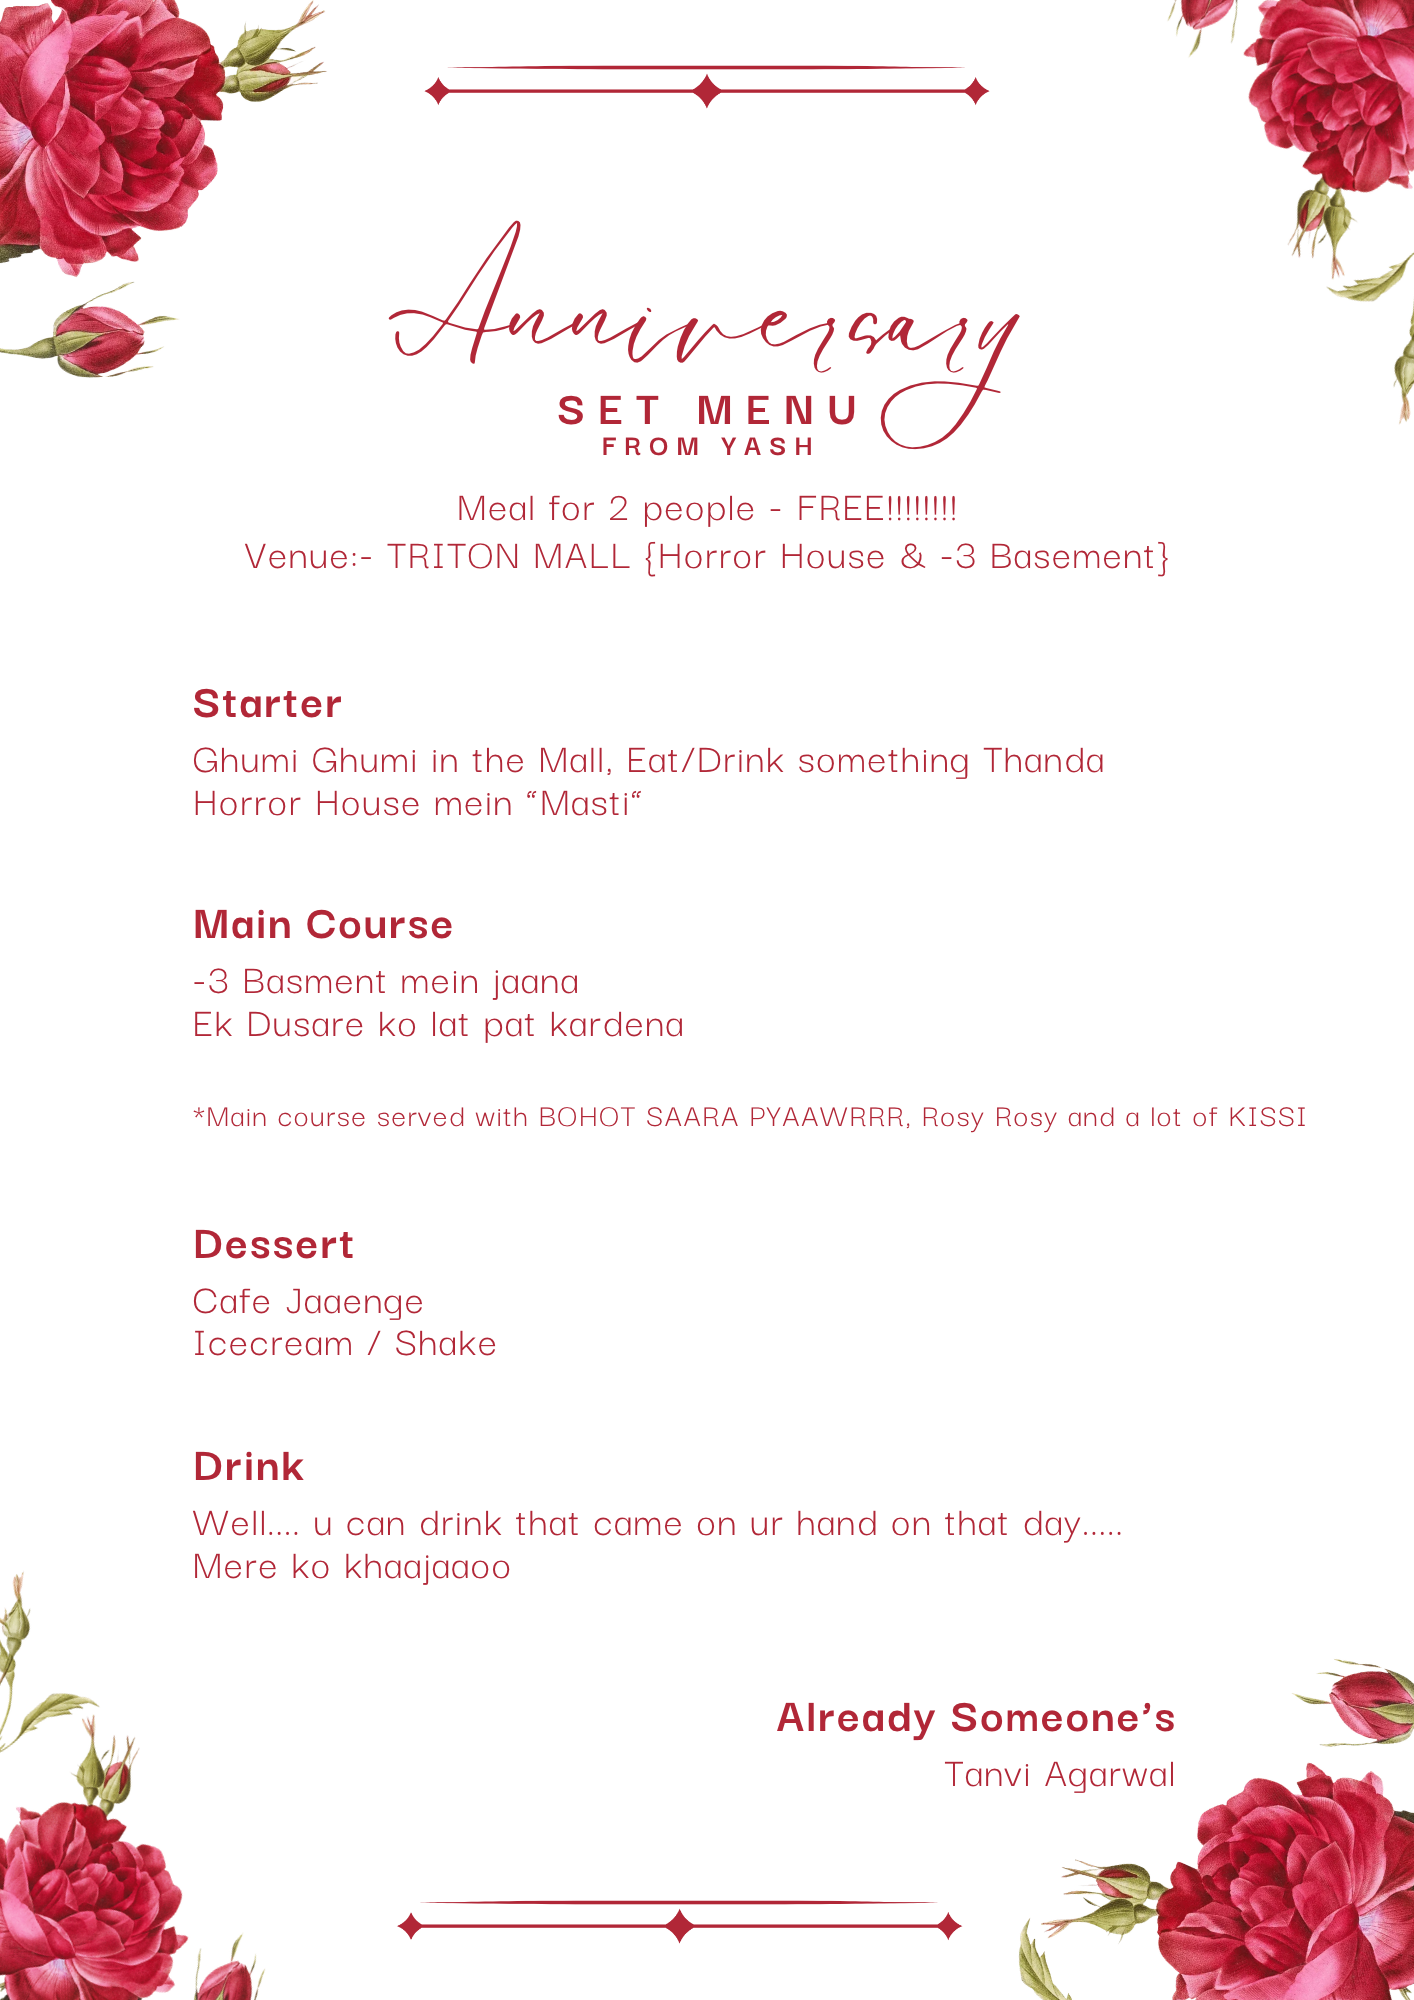 Anniversary
SET MENU
FROM YASH
Meal for 2 people - FREE!!!!!!!!
Venue:- TRITON MALL {Horror House & -3 Basement}
Starter
Ghumi Ghumi in the Mall, Eat/Drink something Thanda
Horror House mein “Masti“
Main Course
-3 Basment mein jaana
Ek Dusare ko lat pat kardena
*Main course served with BOHOT SAARA PYAAWRRR, Rosy Rosy and a lot of KISSI
Dessert
Cafe Jaaenge
Icecream / Shake
Drink
Well.... u can drink that came on ur hand on that day.....
Mere ko khaajaaoo
Already Someone’s
Tanvi Agarwal